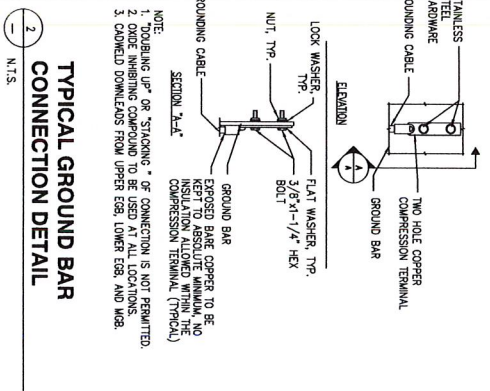 STAINLESS
STEEL
HARDWARE
GROUNDING CABLE
TWO HOLE COPPER
COMPRESSION TERMINAL
GROUND BAR
A
A
ELEVATION
LOCK WASHER,
TYP.
NUT, TYP.
GROUNDING CABLE
FLAT WASHER, TYP.
3/8"x1-1/4" HEX
BOLT
GROUND BAR
EXPOSED BARE COPPER TO BE
KEPT TO ABSOLUTE MINIMUM, NO
INSULATION ALLOWED WITHIN THE
COMPRESSION TERMINAL (TYPICAL)
SECTION "A-A"
NOTE:
1. "DOUBLING UP" OR "STACKING " OF CONNECTION IS NOT PERMITTED.
2. OXIDE INHIBITING COMPOUND TO BE USED AT ALL LOCATIONS.
3. CADWELD DOWNLEADS FROM UPPER EGB, LOWER EGB, AND MGB.
2
–
TYPICAL GROUND BAR
CONNECTION DETAIL
N.T.S.